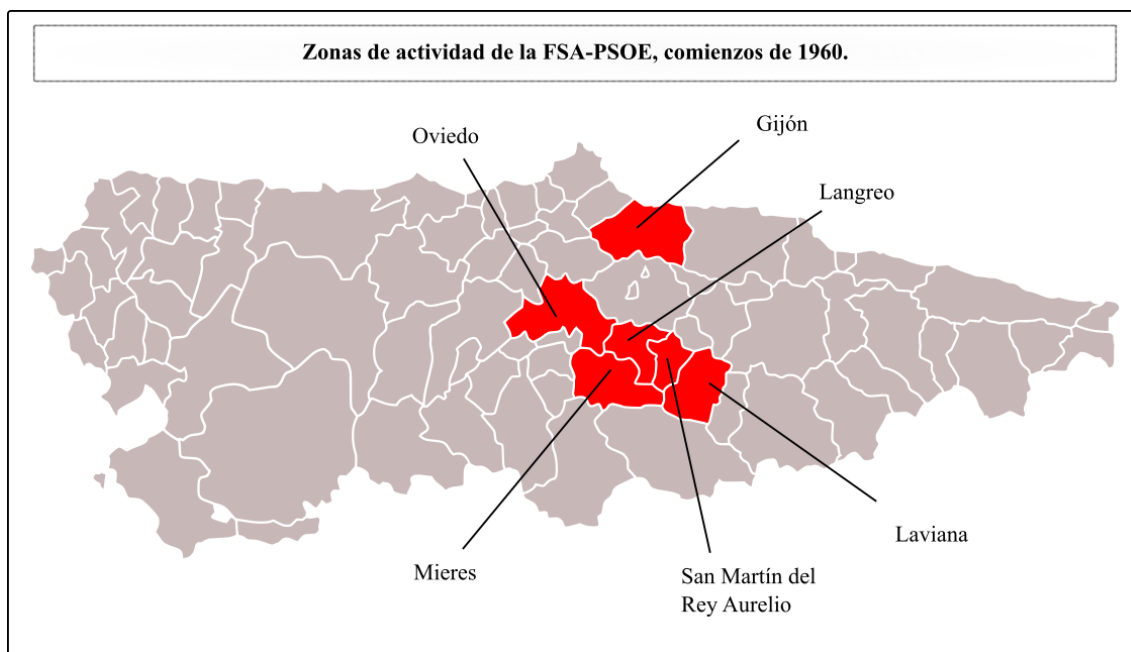 Zonas de actividad de la FSA-PSOE, comienzos de 1960.
Gijón
Oviedo
Langreo
Laviana
Mieres
San Martín del
Rey Aurelio